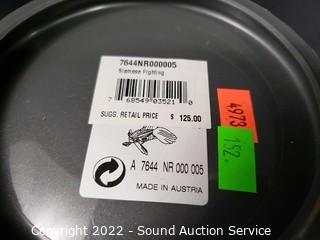 7644NR000005
Siamese Fighting
7 68549 03521 0
SUGG. RETAIL PRICE $ 125.00
4973
152.
A 7644 NR 000 005
MADE IN AUSTRIA
Copyright 2022 - Sound Auction Service